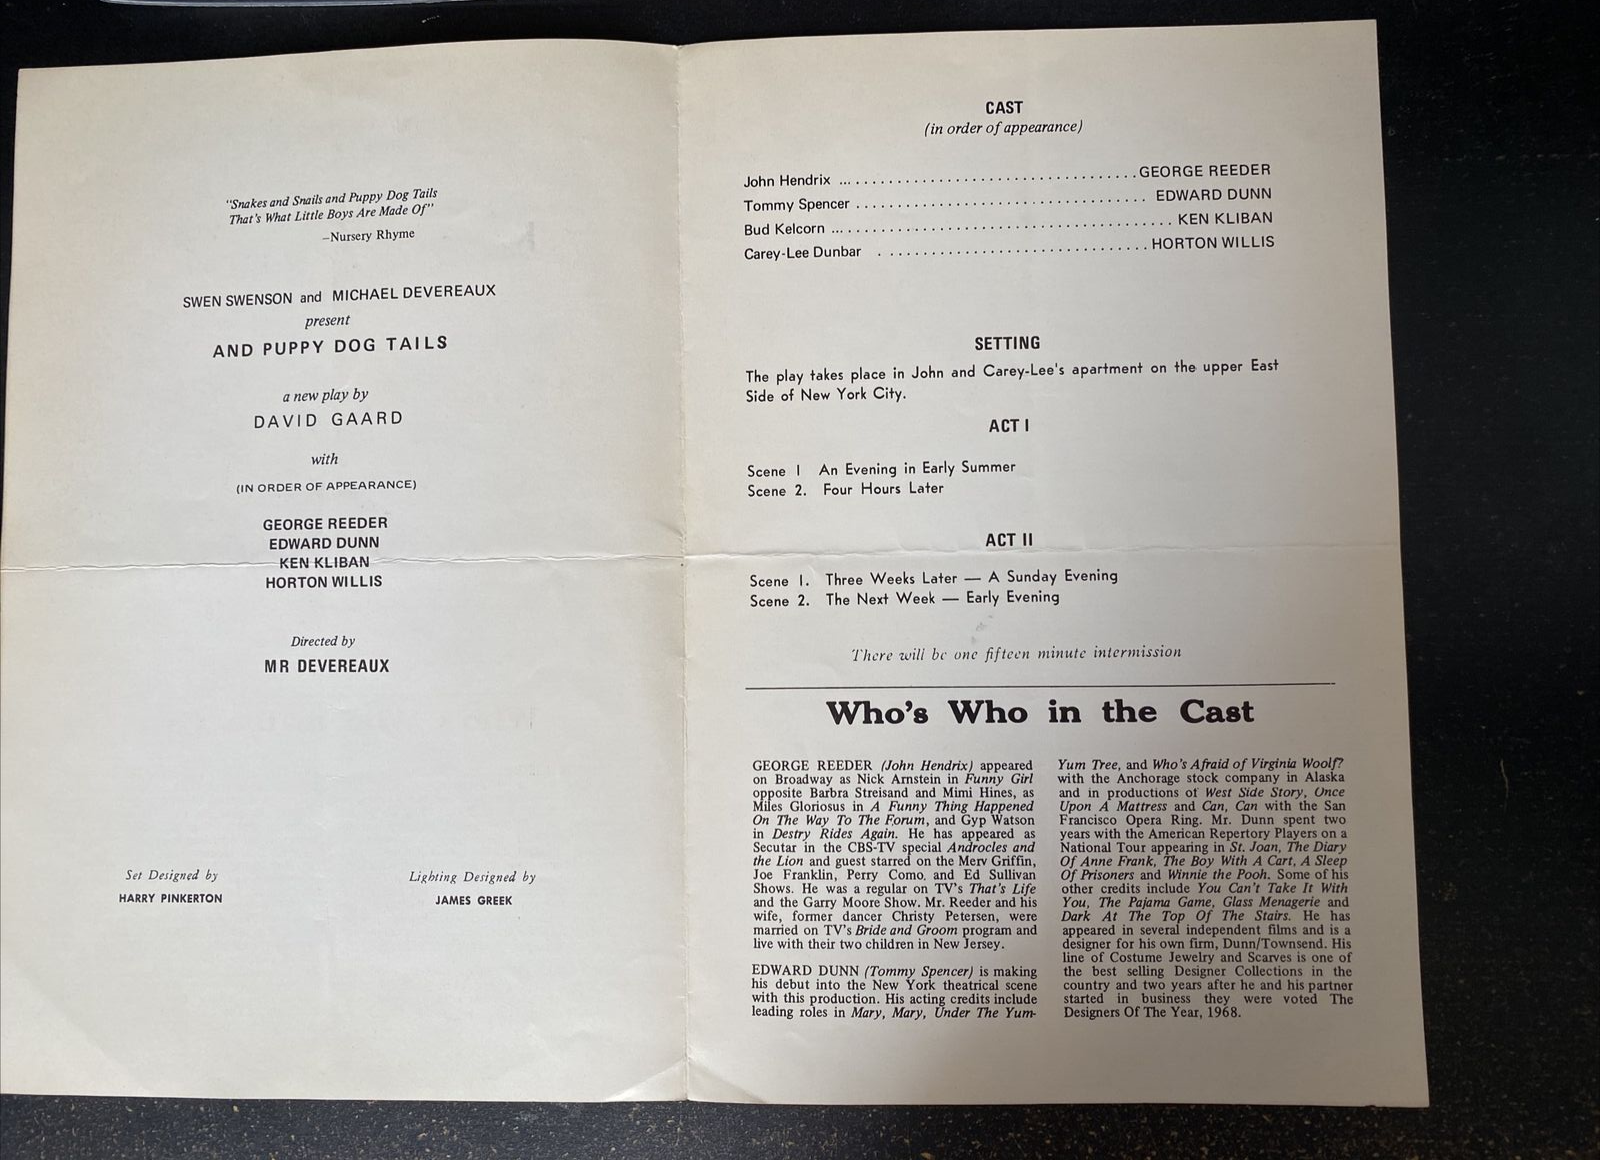 "Snakes and Snails and Puppy Dog Tails
That's What Little Boys Are Made Of"
–Nursery Rhyme
SWEN SWENSON and MICHAEL DEVEREAUX
present
AND PUPPY DOG TAILS
a new play by
DAVID GAARD
with
(IN ORDER OF APPEARANCE)
GEORGE REEDER
EDWARD DUNN
KEN KLIBAN
HORTON WILLIS
Directed by
MR DEVEREAUX
Set Designed by
HARRY PINKERTON
Lighting Designed by
JAMES GREEK
CAST
(in order of appearance)
John Hendrix ... GEORGE REEDER
Tommy Spencer ... EDWARD DUNN
Bud Kelcorn ... KEN KLIBAN
Carey-Lee Dunbar ... HORTON WILLIS
SETTING
The play takes place in John and Carey-Lee's apartment on the upper East
Side of New York City.
ACT I
Scene 1 An Evening in Early Summer
Scene 2. Four Hours Later
ACT II
Scene 1. Three Weeks Later — A Sunday Evening
Scene 2. The Next Week — Early Evening
There will be one fifteen minute intermission
Who's Who in the Cast
GEORGE REEDER (John Hendrix) appeared
on Broadway as Nick Arnstein in Funny Girl
opposite Barbra Streisand and Mimi Hines, as
Miles Gloriosus in A Funny Thing Happened
On The Way To The Forum, and Gyp Watson
in Destry Rides Again. He has appeared as
Secutar in the CBS-TV special Androcles and
the Lion and guest starred on the Merv Griffin,
Joe Franklin, Perry Como, and Ed Sullivan
Shows. He was a regular on TV's That's Life
and the Garry Moore Show. Mr. Reeder and his
wife, former dancer Christy Petersen, were
married on TV's Bride and Groom program and
live with their two children in New Jersey.
EDWARD DUNN (Tommy Spencer) is making
his debut into the New York theatrical scene
with this production. His acting credits include
leading roles in Mary, Mary, Under The Yum-
Yum Tree, and Who's Afraid of Virginia Woolf?
with the Anchorage stock company in Alaska
and in productions of West Side Story, Once
Upon A Mattress and Can, Can with the San
Francisco Opera Ring. Mr. Dunn spent two
years with the American Repertory Players on a
National Tour appearing in St. Joan, The Diary
Of Anne Frank, The Boy With A Cart, A Sleep
Of Prisoners and Winnie the Pooh. Some of his
other credits include You Can't Take It With
You, The Pajama Game, Glass Menagerie and
Dark At The Top Of The Stairs. He has
appeared in several independent films and is a
designer for his own firm, Dunn/Townsend. His
line of Costume Jewelry and Scarves is one of
the best selling Designer Collections in the
country and two years after he and his partner
started in business they were voted The
Designers Of The Year, 1968.